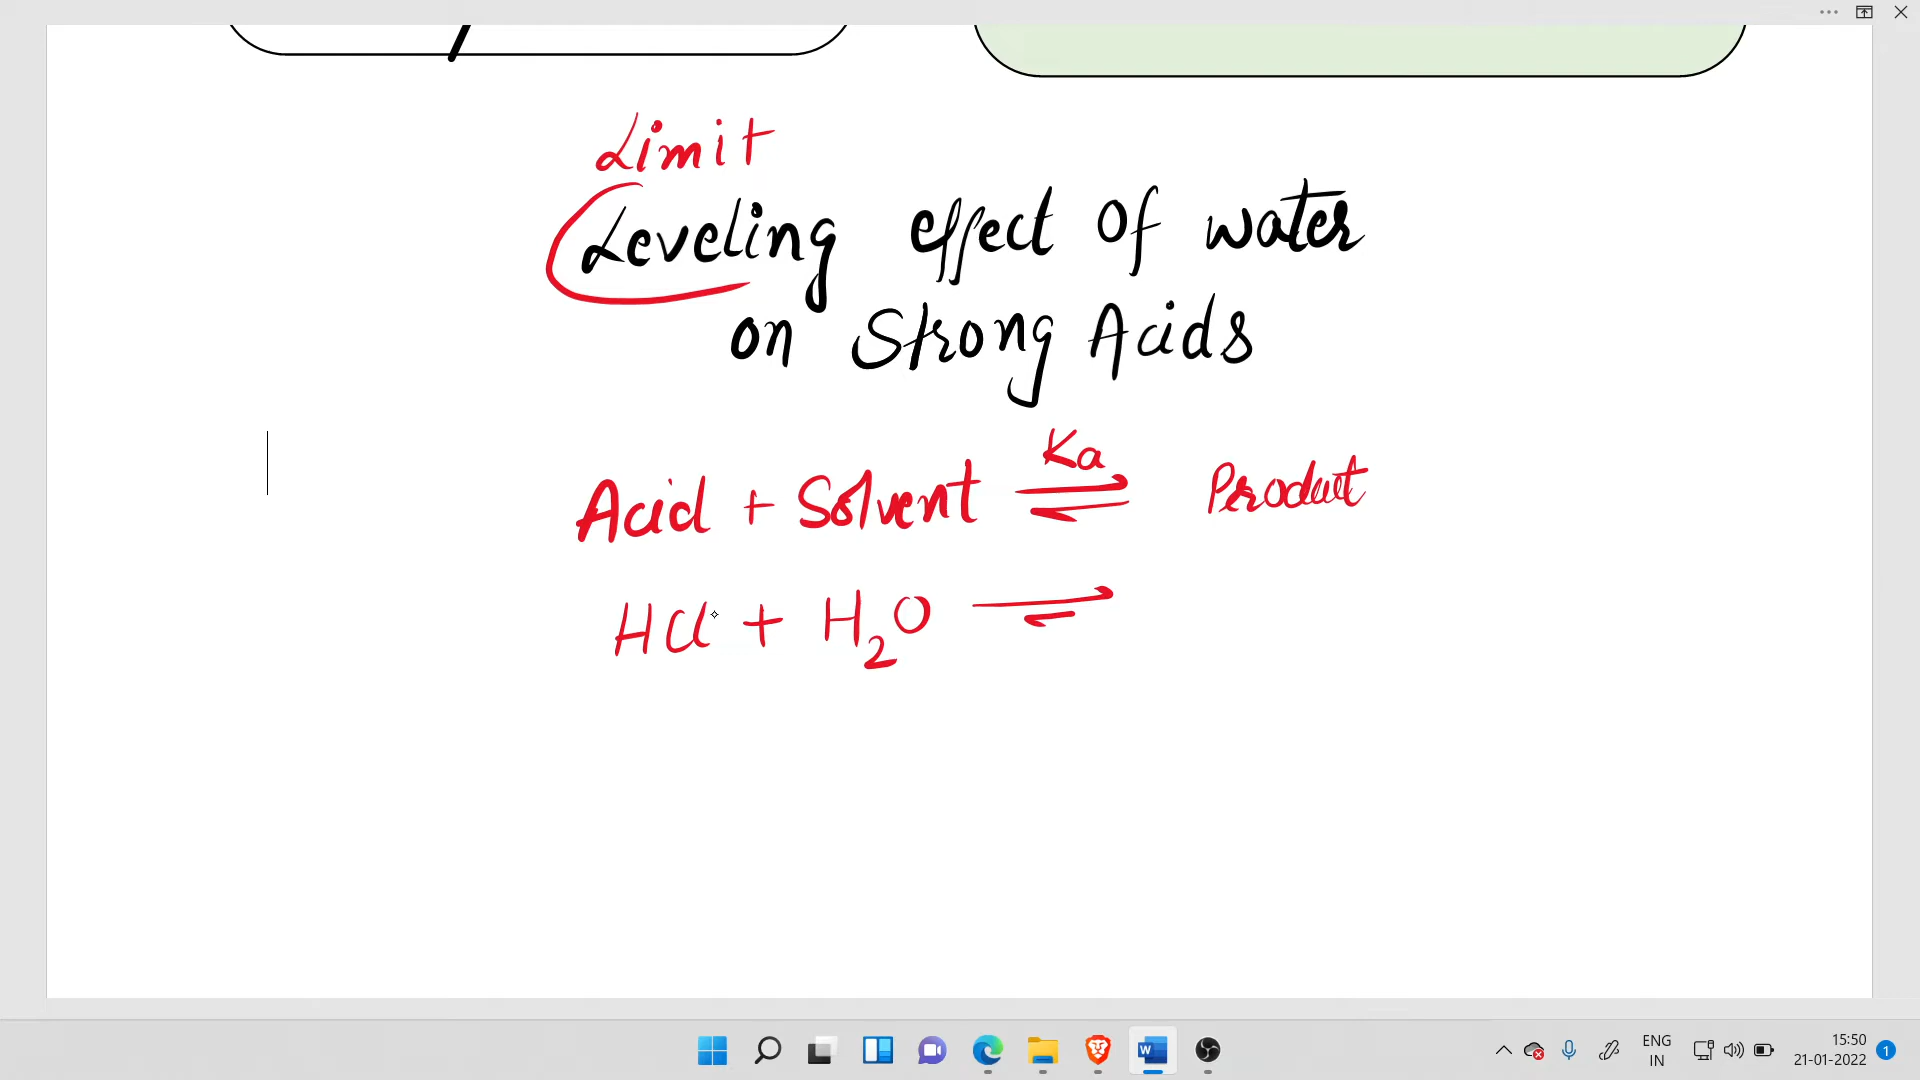 Limit
Leveling effect of water
on Strong Acids
Ka
Acid + Solvent ⇌ Product
HCl + H₂O ⇌
ENG
IN
15:50
21-01-2022
1